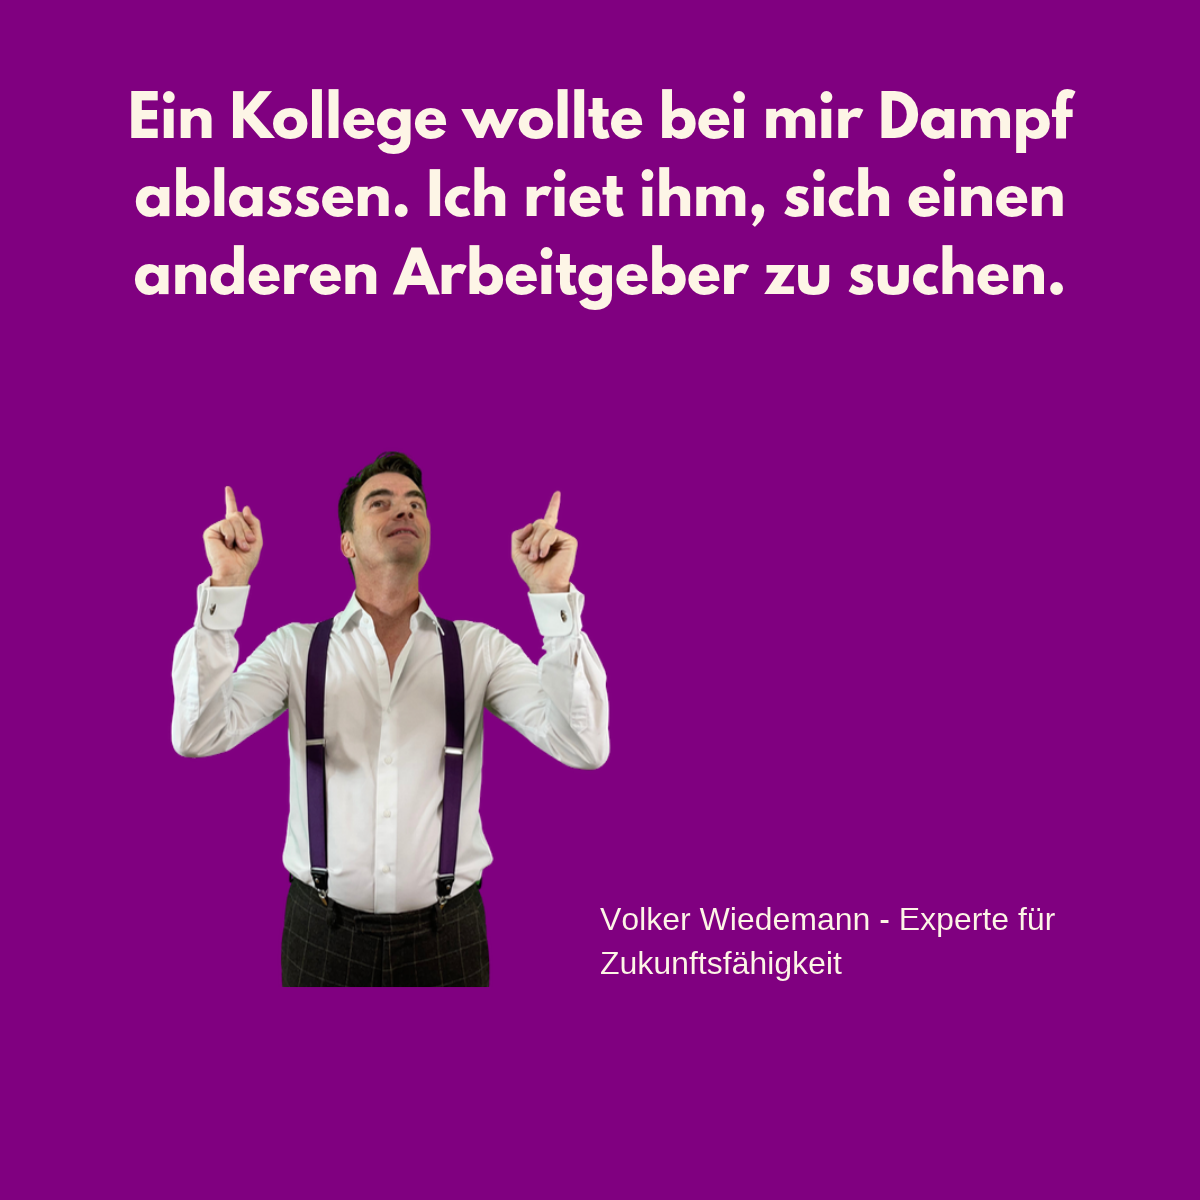 Ein Kollege wollte bei mir Dampf
ablassen. Ich riet ihm, sich einen
anderen Arbeitgeber zu suchen.
Volker Wiedemann - Experte für
Zukunftsfähigkeit